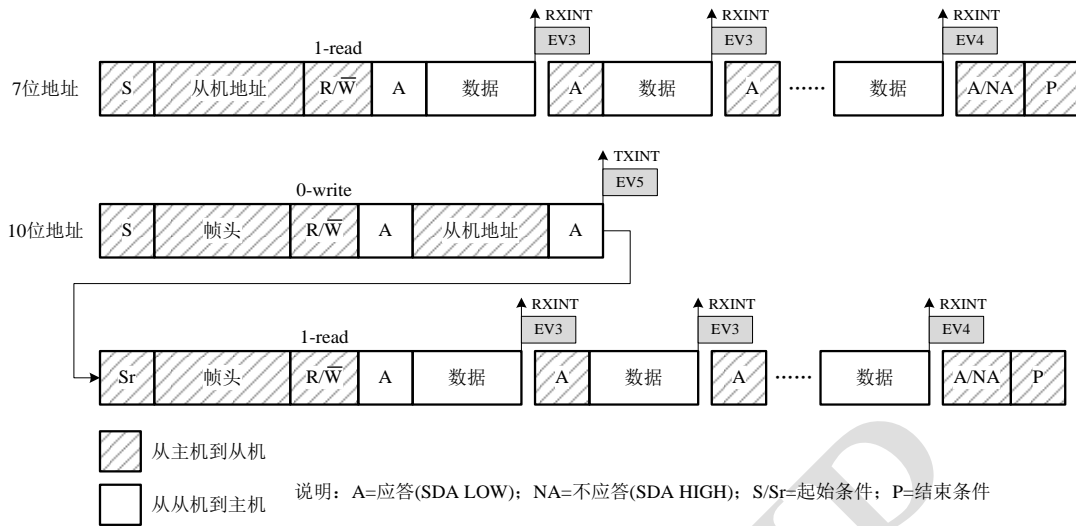 RXINT RXINT RXINT
1-read EV3 EV3 EV4
7位地址 S 从机地址 R/W̅ A 数据 A 数据 A ······ 数据 A/NA P
TXINT
0-write EV5
10位地址 S 帧头 R/W̅ A 从机地址 A
RXINT RXINT RXINT
1-read EV3 EV3 EV4
Sr 帧头 R/W̅ A 数据 A 数据 A ······ 数据 A/NA P
从主机到从机
从从机到主机 说明：A=应答(SDA LOW)；NA=不应答(SDA HIGH)；S/Sr=起始条件；P=结束条件